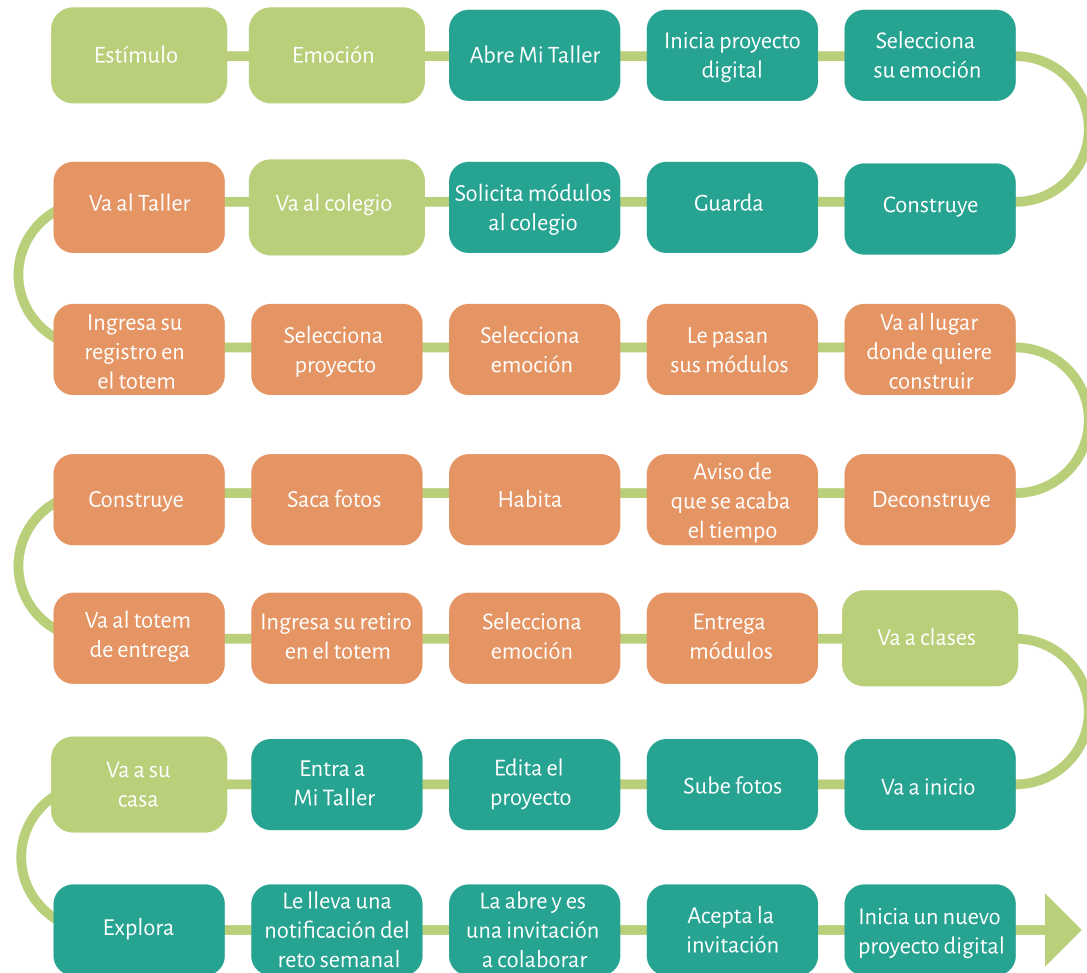 Estímulo
Emoción
Abre Mi Taller
Inicia proyecto
digital
Selecciona
su emoción
Va al Taller
Va al colegio
Solicita módulos
al colegio
Guarda
Construye
Ingresa su
registro en
el totem
Selecciona
proyecto
Selecciona
emoción
Le pasan
sus módulos
Va al lugar
donde quiere
construir
Construye
Saca fotos
Habita
Aviso de
que se acaba
el tiempo
Deconstruye
Va al totem
de entrega
Ingresa su retiro
en el totem
Selecciona
emoción
Entrega
módulos
Va a clases
Va a su
casa
Entra a
Mi Taller
Edita el
proyecto
Sube fotos
Va a inicio
Explora
Le lleva una
notificación del
reto semanal
La abre y es
una invitación
a colaborar
Acepta la
invitación
Inicia un nuevo
proyecto digital